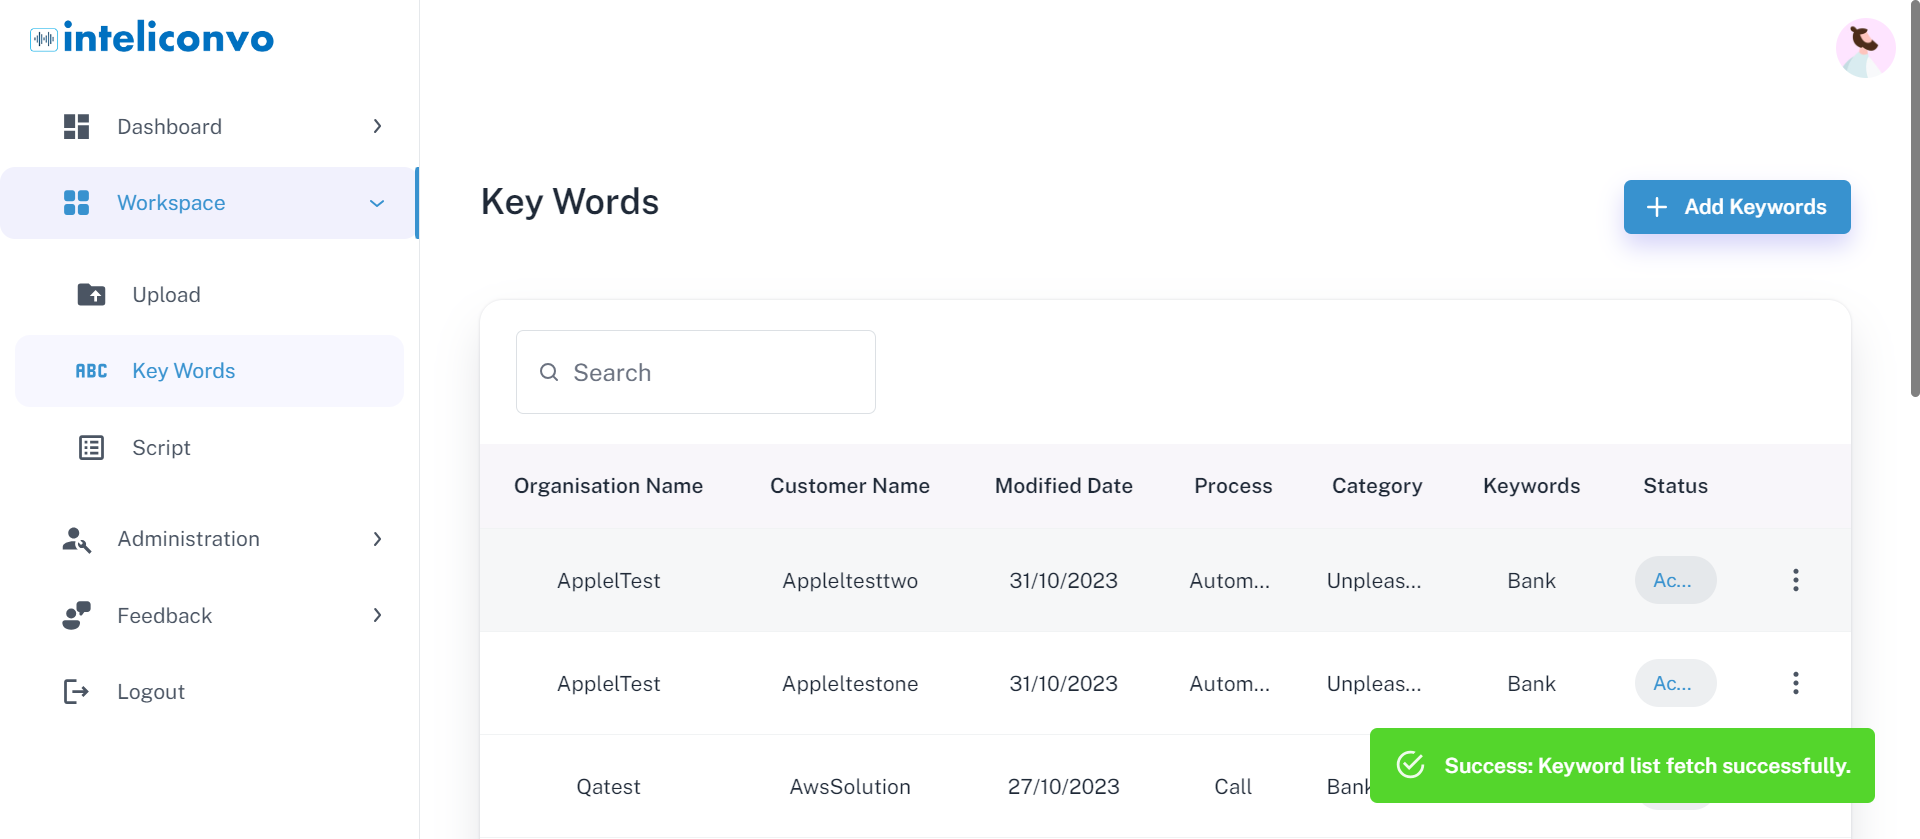 inteliconvo
Dashboard
Workspace
Upload
ABC Key Words
Script
Administration
Feedback
Logout
Key Words
Add Keywords
Search
Organisation Name Customer Name Modified Date Process Category Keywords Status
ApplelTest Appleltesttwo 31/10/2023 Autom... Unpleas... Bank Ac...
ApplelTest Appleltestone 31/10/2023 Autom... Unpleas... Bank Ac...
Qatest AwsSolution 27/10/2023 Call Bank
Success: Keyword list fetch successfully.